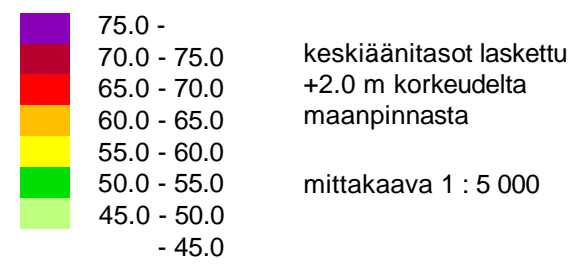 75.0 -
70.0 - 75.0
65.0 - 70.0
60.0 - 65.0
55.0 - 60.0
50.0 - 55.0
45.0 - 50.0
- 45.0
keskiäänitasot laskettu
+2.0 m korkeudelta
maanpinnasta
mittakaava 1 : 5 000